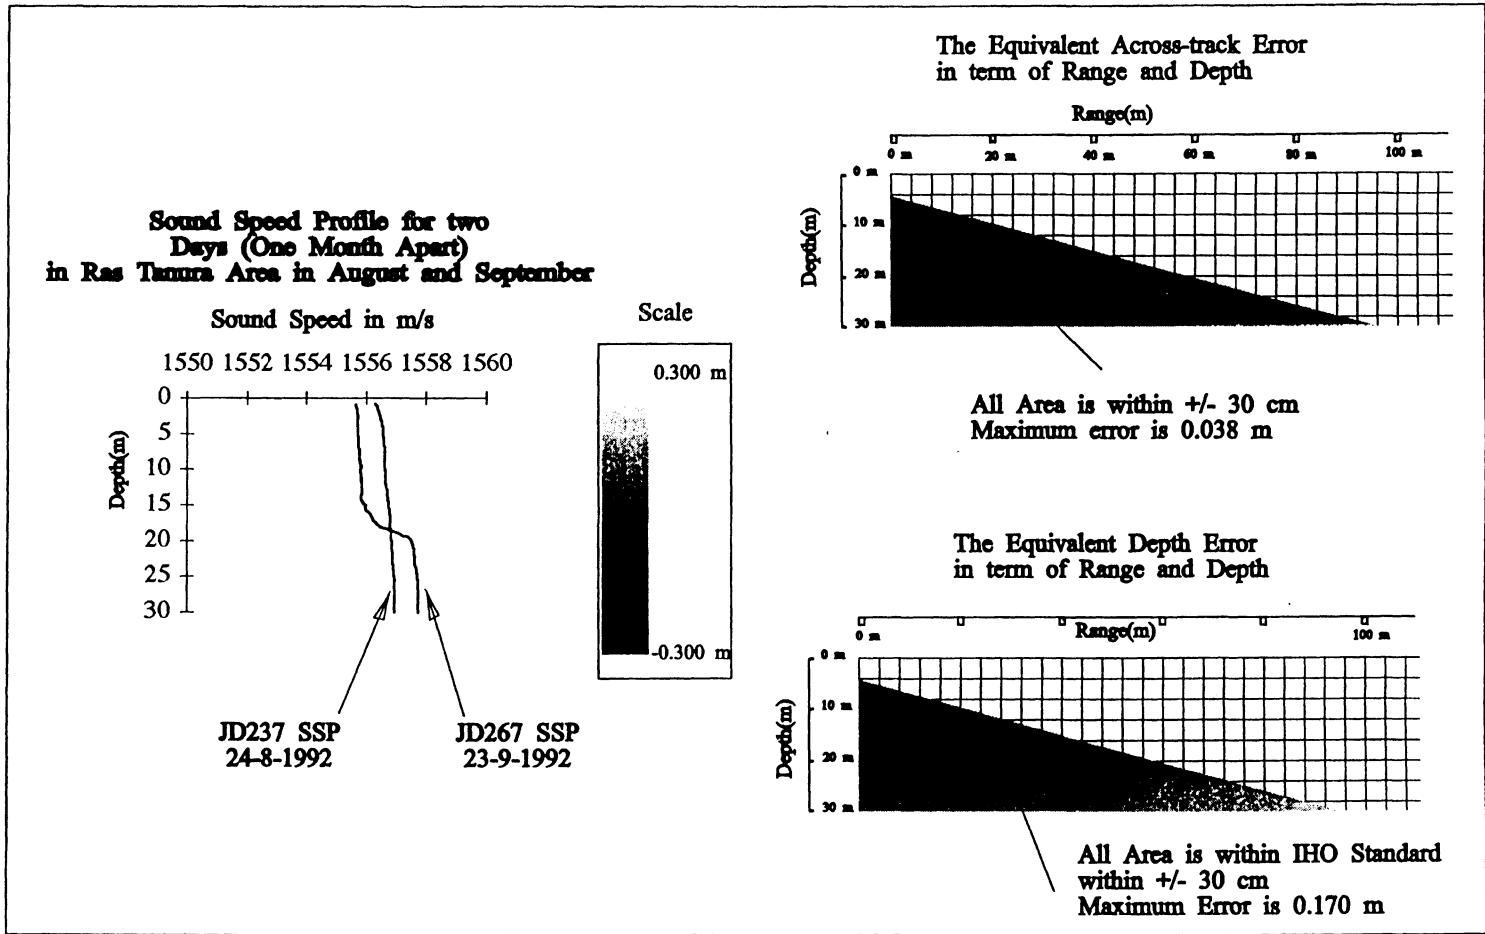 The Equivalent Across-track Error
in term of Range and Depth
Range(m)
0 m 20 m 40 m 60 m 80 m 100 m
Depth(m)
0 m
10 m
20 m
30 m
All Area is within +/- 30 cm
Maximum error is 0.038 m
Sound Speed Profile for two
Days (One Month Apart)
in Ras Tanura Area in August and September
Sound Speed in m/s
1550 1552 1554 1556 1558 1560
Depth(m)
0
5
10
15
20
25
30
JD237 SSP
24-8-1992
JD267 SSP
23-9-1992
Scale
0.300 m
-0.300 m
The Equivalent Depth Error
in term of Range and Depth
Range(m)
0 m 100 m
Depth(m)
0 m
10 m
20 m
30 m
All Area is within IHO Standard
within +/- 30 cm
Maximum Error is 0.170 m